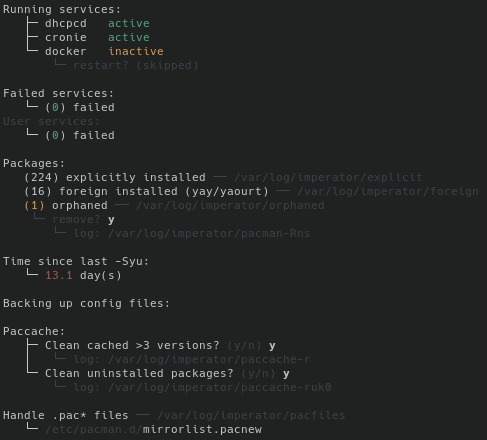 Running services:
├─ dhcpcd active
├─ cronie active
└─ docker inactive
└─ restart? (skipped)
Failed services:
└─ (0) failed
User services:
└─ (0) failed
Packages:
(224) explicitly installed ── /var/log/imperator/explicit
(16) foreign installed (yay/yaourt) ── /var/log/imperator/foreign
(1) orphaned ── /var/log/imperator/orphaned
└─ remove? y
└─ log: /var/log/imperator/pacman-Rns
Time since last -Syu:
└─ 13.1 day(s)
Backing up config files:
Paccache:
├─ Clean cached >3 versions? (y/n) y
│ └─ log: /var/log/imperator/paccache-r
└─ Clean uninstalled packages? (y/n) y
└─ log: /var/log/imperator/paccache-ruk0
Handle .pac* files ── /var/log/imperator/pacfiles
└─ /etc/pacman.d/mirrorlist.pacnew